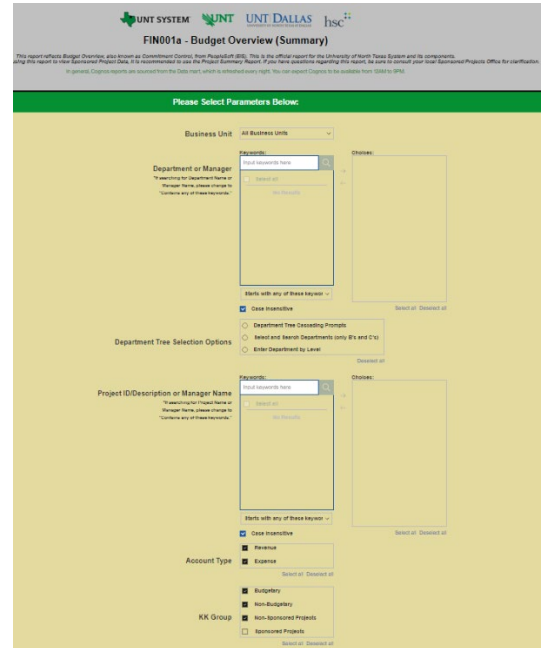 UNT SYSTEM UNT UNT DALLAS hsc
FIN001a - Budget Overview (Summary)
This report reflects Budget Overview, also known as Commitment Control, from PeopleSoft (EIS). This is the official report for the University of North Texas System and its components.
using this report to view Sponsored Project Data, it is recommended to use the Project Summary Report. If you have questions regarding this report, be sure to consult your local Sponsored Projects Office for clarification.
In general, Cognos reports are sourced from the Data mart, which is refreshed every night. You can expect Cognos to be available from
Please Select Parameters Below:
Business Unit All Business Units
Keywords: Choices:
Input keywords here
Department or Manager
Select all
"If searching for Department Name or
Manager Name, please change to
"Contains any of these keywords."
No Results
Starts with any of these keywor
Case Insensitive Select all Deselect all
Department Tree Cascading Prompts
Department Tree Selection Options Select and Search Departments (only B's and C's)
Enter Department by Level
Deselect all
Keywords: Choices:
Input keywords here
Project ID/Description or Manager Name
Select all
"If searching for Project Name or
Manager Name, please change to
"Contains any of these keywords."
No Results
Starts with any of these keywor
Case Insensitive Select all Deselect all
Revenue
Account Type Expense
Select all Deselect all
Budgetary
Non-Budgetary
KK Group Non-Sponsored Projects
Sponsored Projects
Select all Deselect all